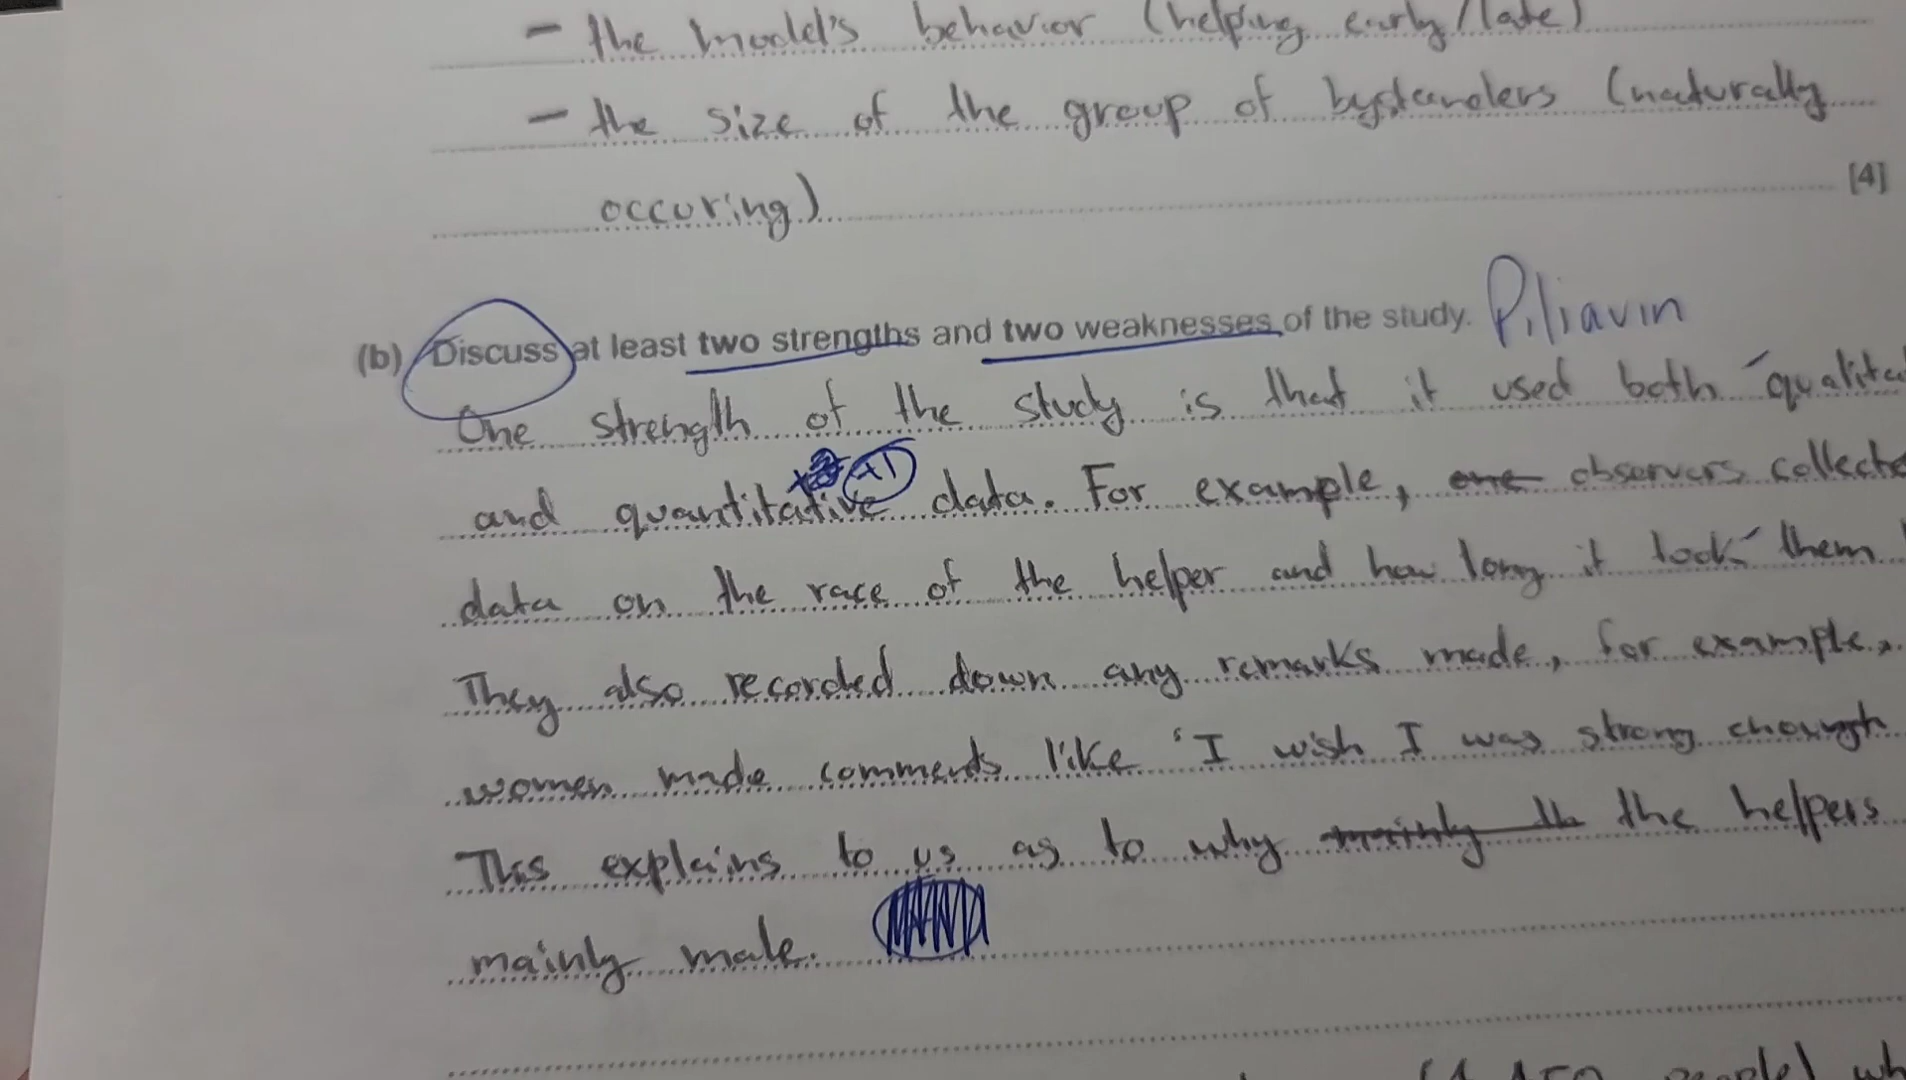 - the model's behavior (helping early/late)
- the size of the group of bystanders (naturally
occuring)
[4]
(b) Discuss at least two strengths and two weaknesses of the study. Piliavin
One strength of the study is that it used both qualita
and quantitative data. For example, one observers collecte
+1
data on the race of the helper and how long it took them
They also recorded down any remarks made, for example,
women made comments like 'I wish I was strong enough
This explains to us as to why mainly th the helpers
mainly male.
people) wh